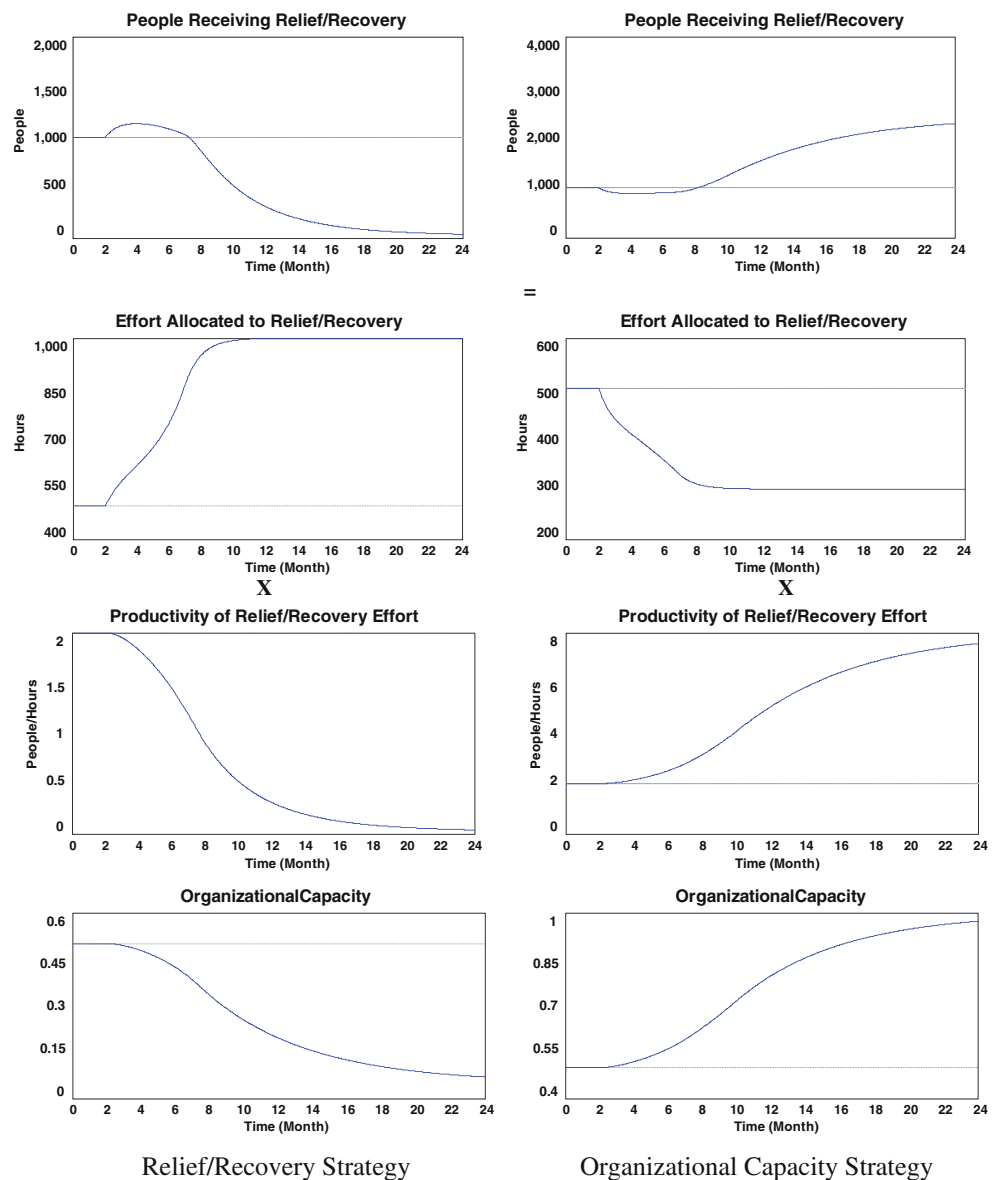 People Receiving Relief/Recovery
2,000
1,500
1,000
500
0
People
0 2 4 6 8 10 12 14 16 18 20 22 24
Time (Month)
People Receiving Relief/Recovery
4,000
3,000
2,000
1,000
0
People
0 2 4 6 8 10 12 14 16 18 20 22 24
Time (Month)
=
Effort Allocated to Relief/Recovery
1,000
850
700
550
400
Hours
0 2 4 6 8 10 12 14 16 18 20 22 24
Time (Month)
X
Effort Allocated to Relief/Recovery
600
500
400
300
200
Hours
0 2 4 6 8 10 12 14 16 18 20 22 24
Time (Month)
X
Productivity of Relief/Recovery Effort
2
1.5
1
0.5
0
People/Hours
0 2 4 6 8 10 12 14 16 18 20 22 24
Time (Month)
Productivity of Relief/Recovery Effort
8
6
4
2
0
People/Hours
0 2 4 6 8 10 12 14 16 18 20 22 24
Time (Month)
OrganizationalCapacity
0.6
0.45
0.3
0.15
0
0 2 4 6 8 10 12 14 16 18 20 22 24
Time (Month)
OrganizationalCapacity
1
0.85
0.7
0.55
0.4
0 2 4 6 8 10 12 14 16 18 20 22 24
Time (Month)
Relief/Recovery Strategy
Organizational Capacity Strategy